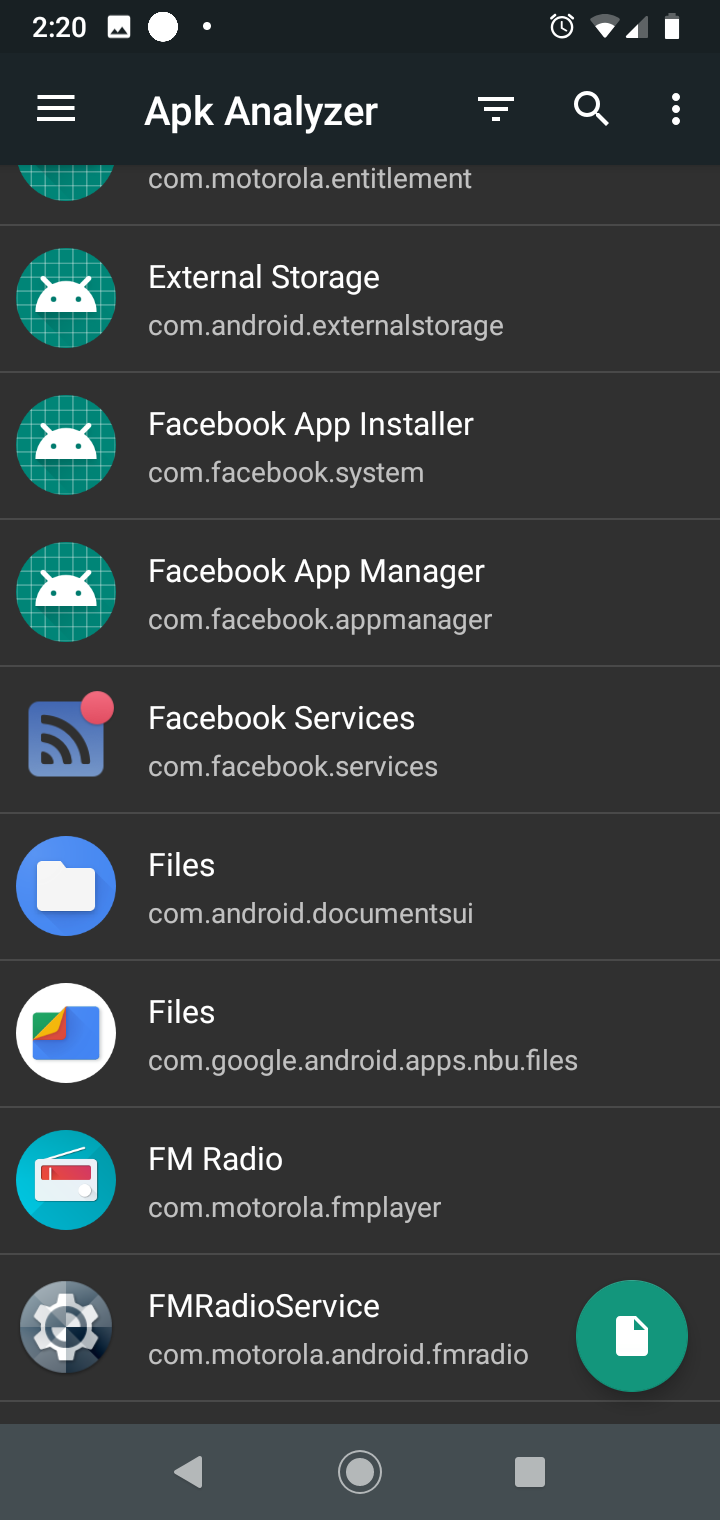 2:20
Apk Analyzer
com.motorola.entitlement
External Storage
com.android.externalstorage
Facebook App Installer
com.facebook.system
Facebook App Manager
com.facebook.appmanager
Facebook Services
com.facebook.services
Files
com.android.documentsui
Files
com.google.android.apps.nbu.files
FM Radio
com.motorola.fmplayer
FMRadioService
com.motorola.android.fmradio